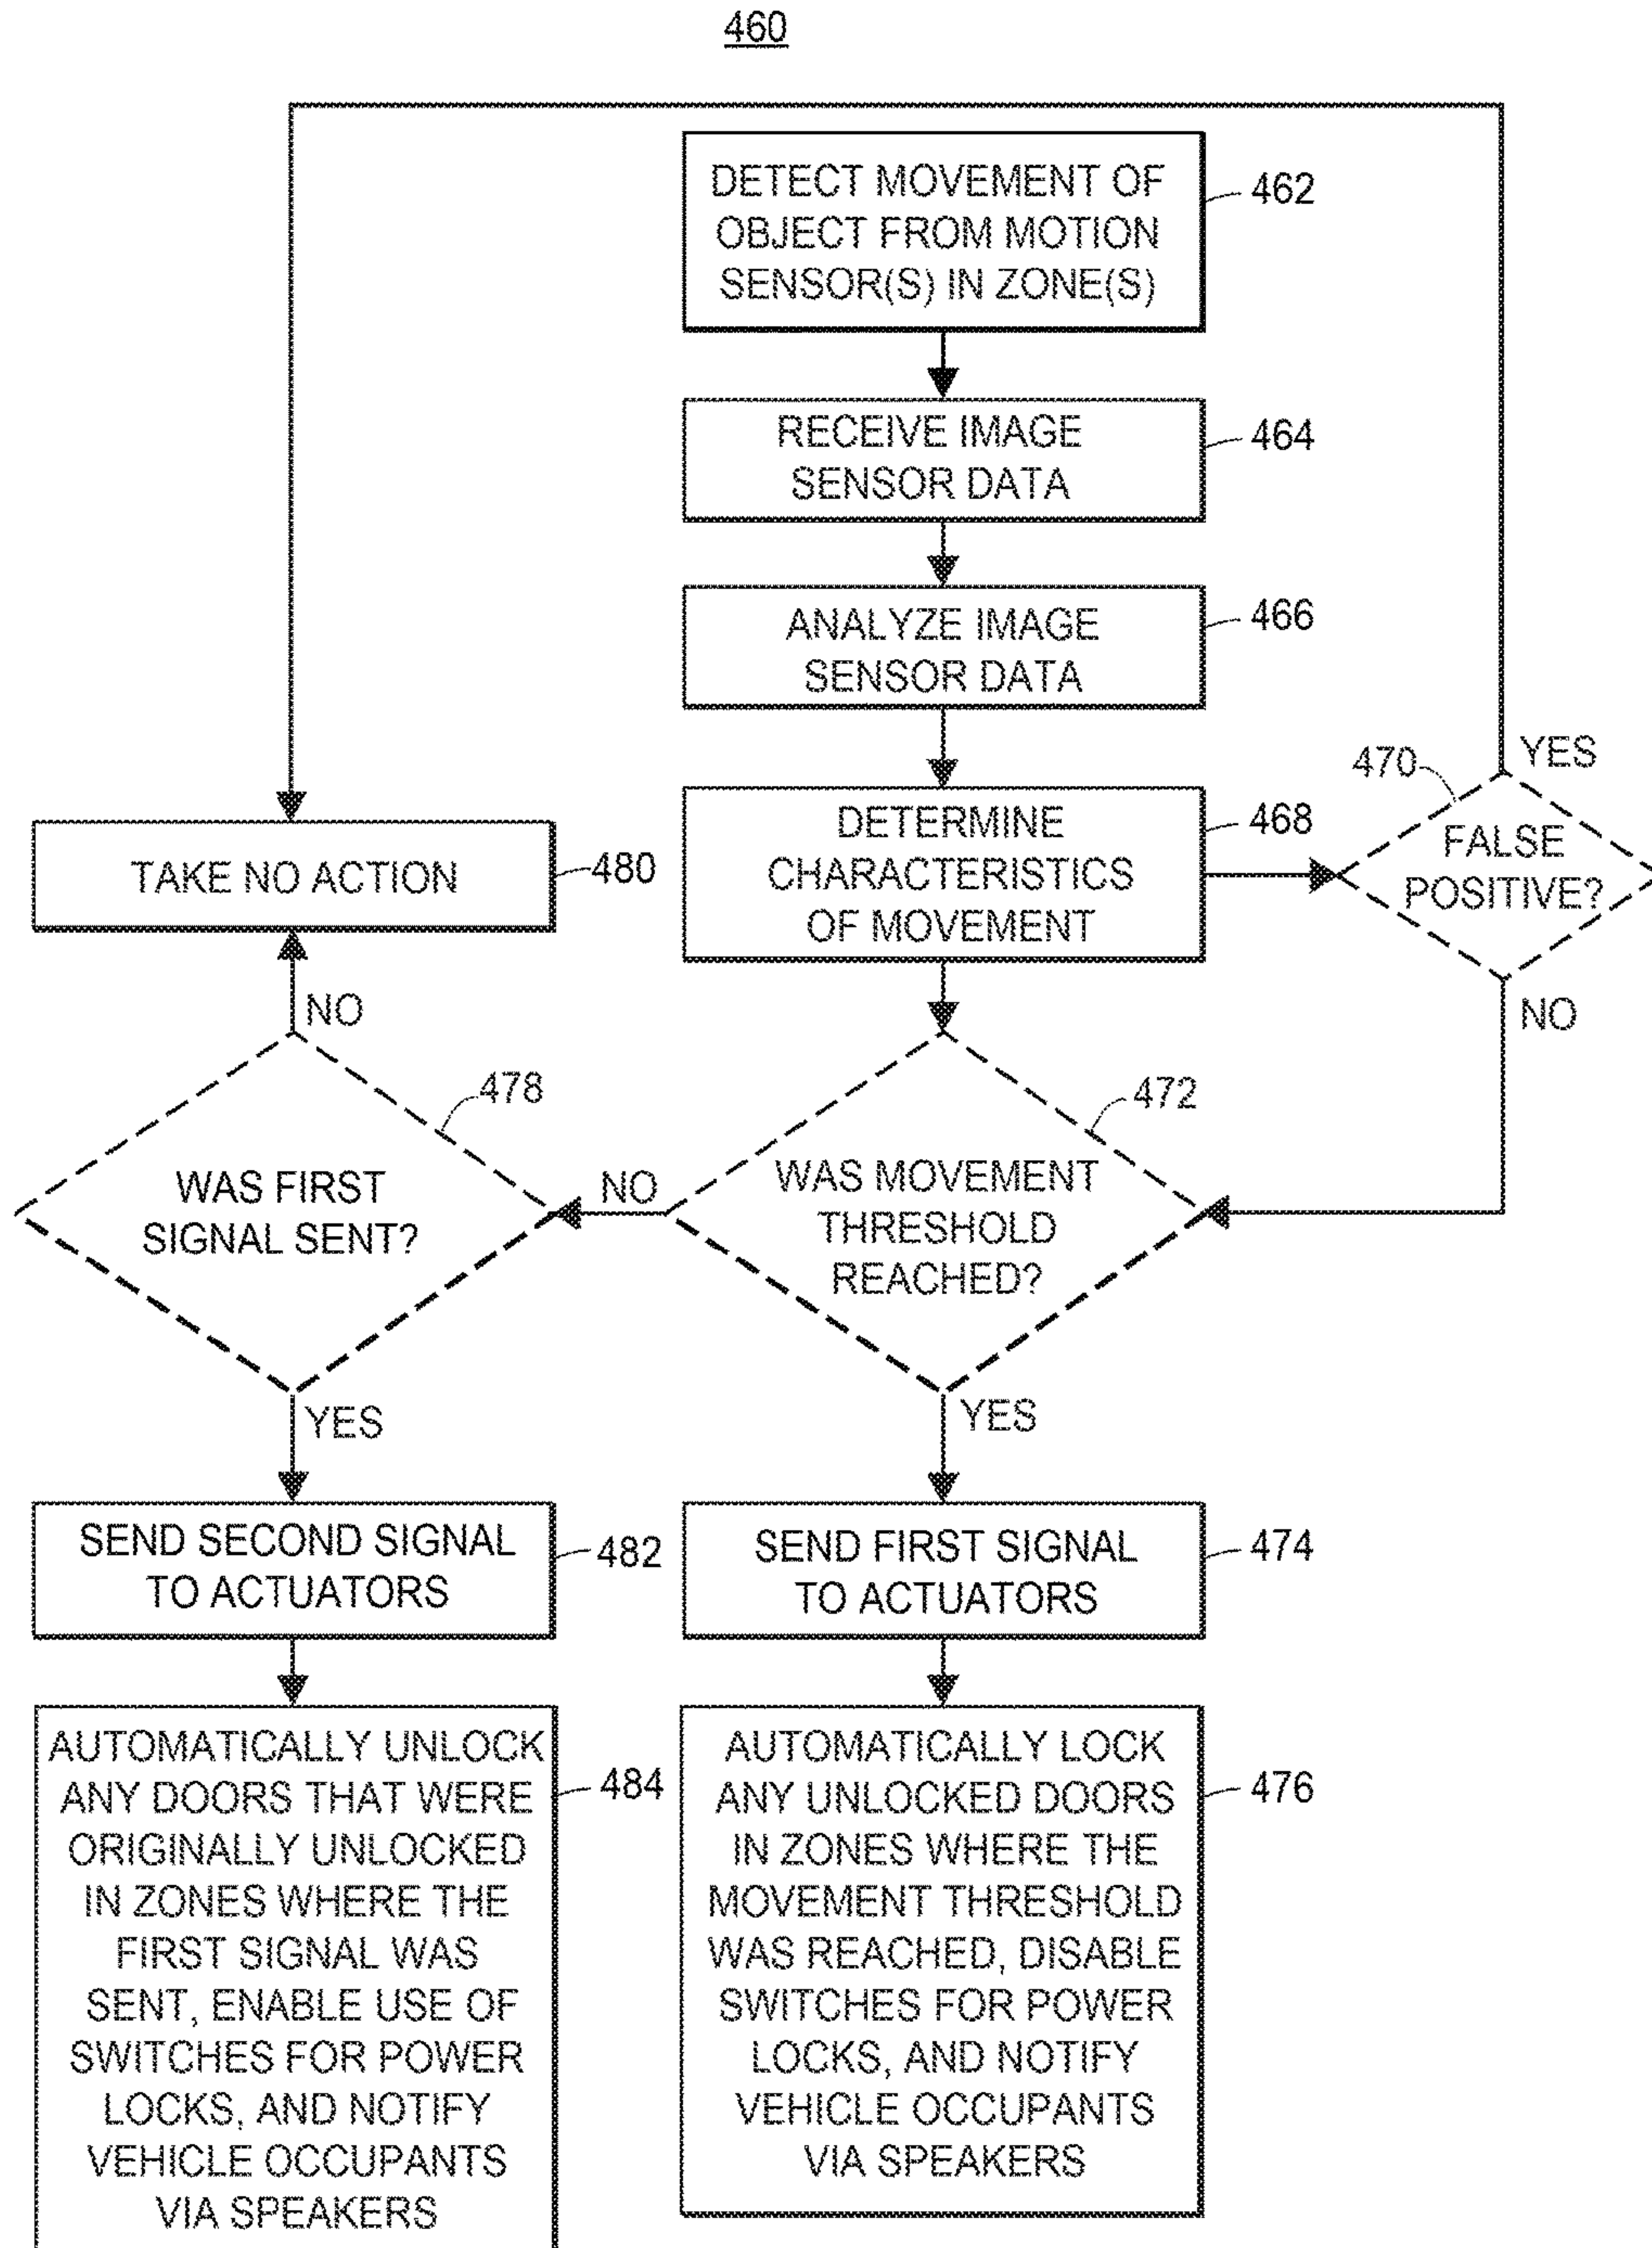 460
DETECT MOVEMENT OF
OBJECT FROM MOTION
SENSOR(S) IN ZONE(S)
462
RECEIVE IMAGE
SENSOR DATA
464
ANALYZE IMAGE
SENSOR DATA
466
DETERMINE
CHARACTERISTICS
OF MOVEMENT
468
470
YES
FALSE
POSITIVE?
NO
TAKE NO ACTION
480
NO
478
WAS FIRST
SIGNAL SENT?
NO
472
WAS MOVEMENT
THRESHOLD
REACHED?
YES
YES
SEND SECOND SIGNAL
TO ACTUATORS
482
SEND FIRST SIGNAL
TO ACTUATORS
474
AUTOMATICALLY UNLOCK
ANY DOORS THAT WERE
ORIGINALLY UNLOCKED
IN ZONES WHERE THE
FIRST SIGNAL WAS
SENT, ENABLE USE OF
SWITCHES FOR POWER
LOCKS, AND NOTIFY
VEHICLE OCCUPANTS
VIA SPEAKERS
484
AUTOMATICALLY LOCK
ANY UNLOCKED DOORS
IN ZONES WHERE THE
MOVEMENT THRESHOLD
WAS REACHED, DISABLE
SWITCHES FOR POWER
LOCKS, AND NOTIFY
VEHICLE OCCUPANTS
VIA SPEAKERS
476